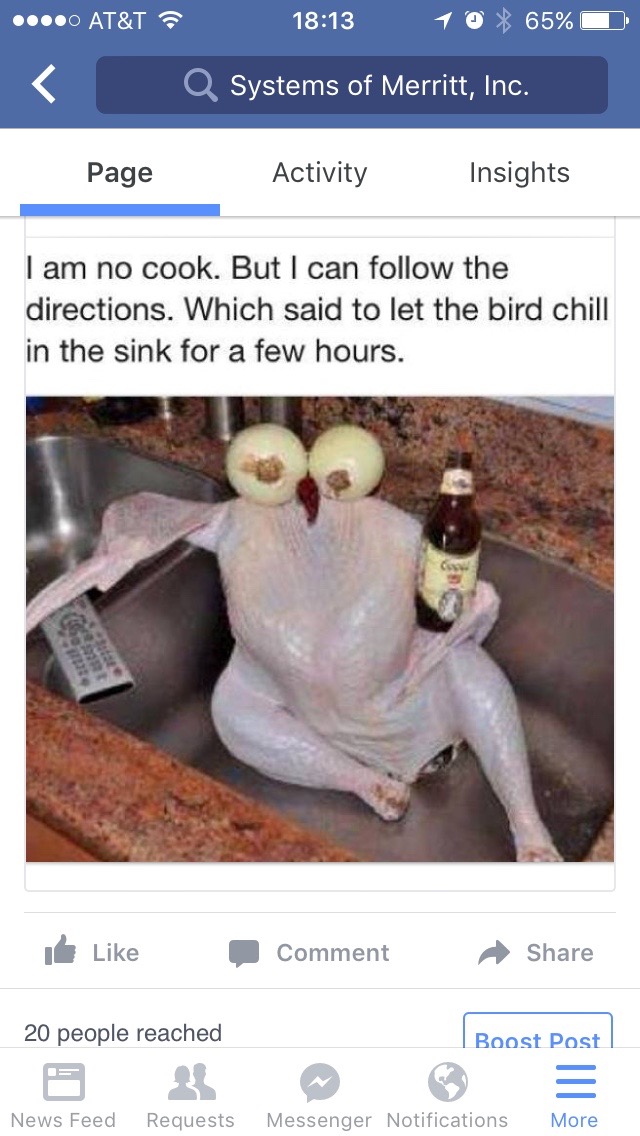 AT&T 18:13 65%
Systems of Merritt, Inc.
Page Activity Insights
I am no cook. But I can follow the
directions. Which said to let the bird chill
in the sink for a few hours.
Coors
Like Comment Share
20 people reached
Boost Post
News Feed Requests Messenger Notifications More